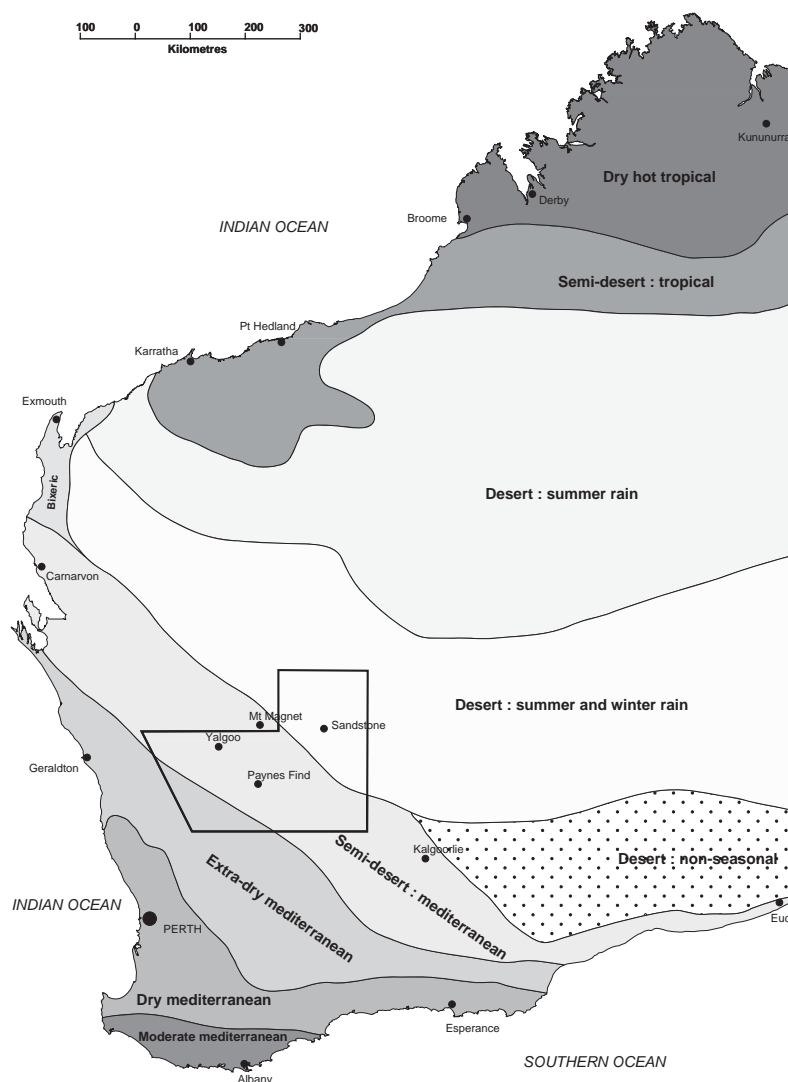 100 0 100 200 300
Kilometres
Kununurra
Dry hot tropical
Derby
Broome
INDIAN OCEAN
Semi-desert : tropical
Pt Hedland
Karratha
Exmouth
Bixeric
Desert : summer rain
Carnarvon
Desert : summer and winter rain
Mt Magnet
Sandstone
Yalgoo
Geraldton
Paynes Find
Kalgoorlie
Desert : non-seasonal
Semi-desert : mediterranean
Extra-dry mediterranean
INDIAN OCEAN
PERTH
Euc
Dry mediterranean
Esperance
Moderate mediterranean
Albany
SOUTHERN OCEAN